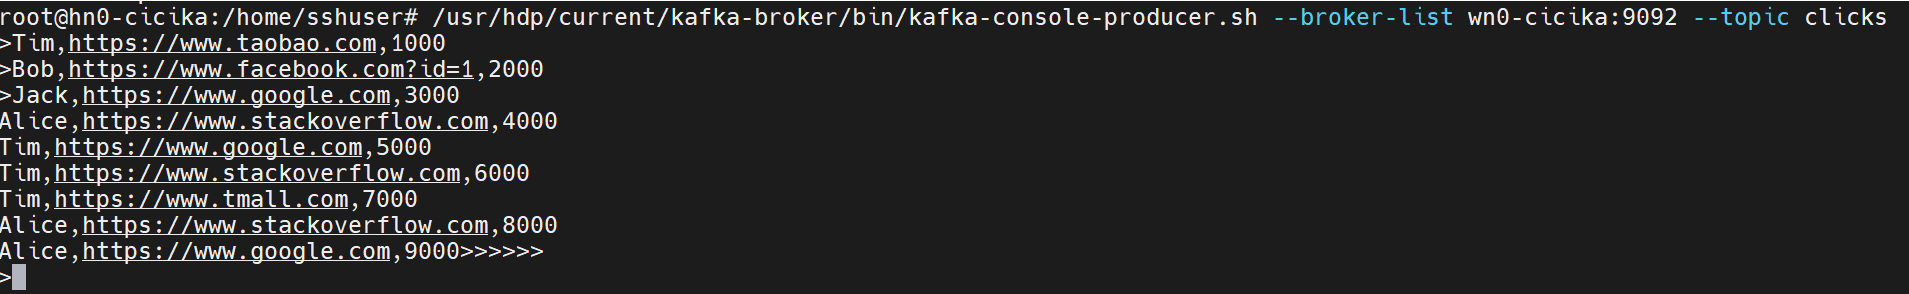 root@hn0-cicika:/home/sshuser# /usr/hdp/current/kafka-broker/bin/kafka-console-producer.sh --broker-list wn0-cicika:9092 --topic clicks
>Tim,https://www.taobao.com,1000
>Bob,https://www.facebook.com?id=1,2000
>Jack,https://www.google.com,3000
Alice,https://www.stackoverflow.com,4000
Tim,https://www.google.com,5000
Tim,https://www.stackoverflow.com,6000
Tim,https://www.tmall.com,7000
Alice,https://www.stackoverflow.com,8000
Alice,https://www.google.com,9000>>>>>>
>